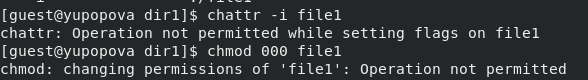 [guest@yupopova dir1]$ chattr -i file1
chattr: Operation not permitted while setting flags on file1
[guest@yupopova dir1]$ chmod 000 file1
chmod: changing permissions of 'file1': Operation not permitted